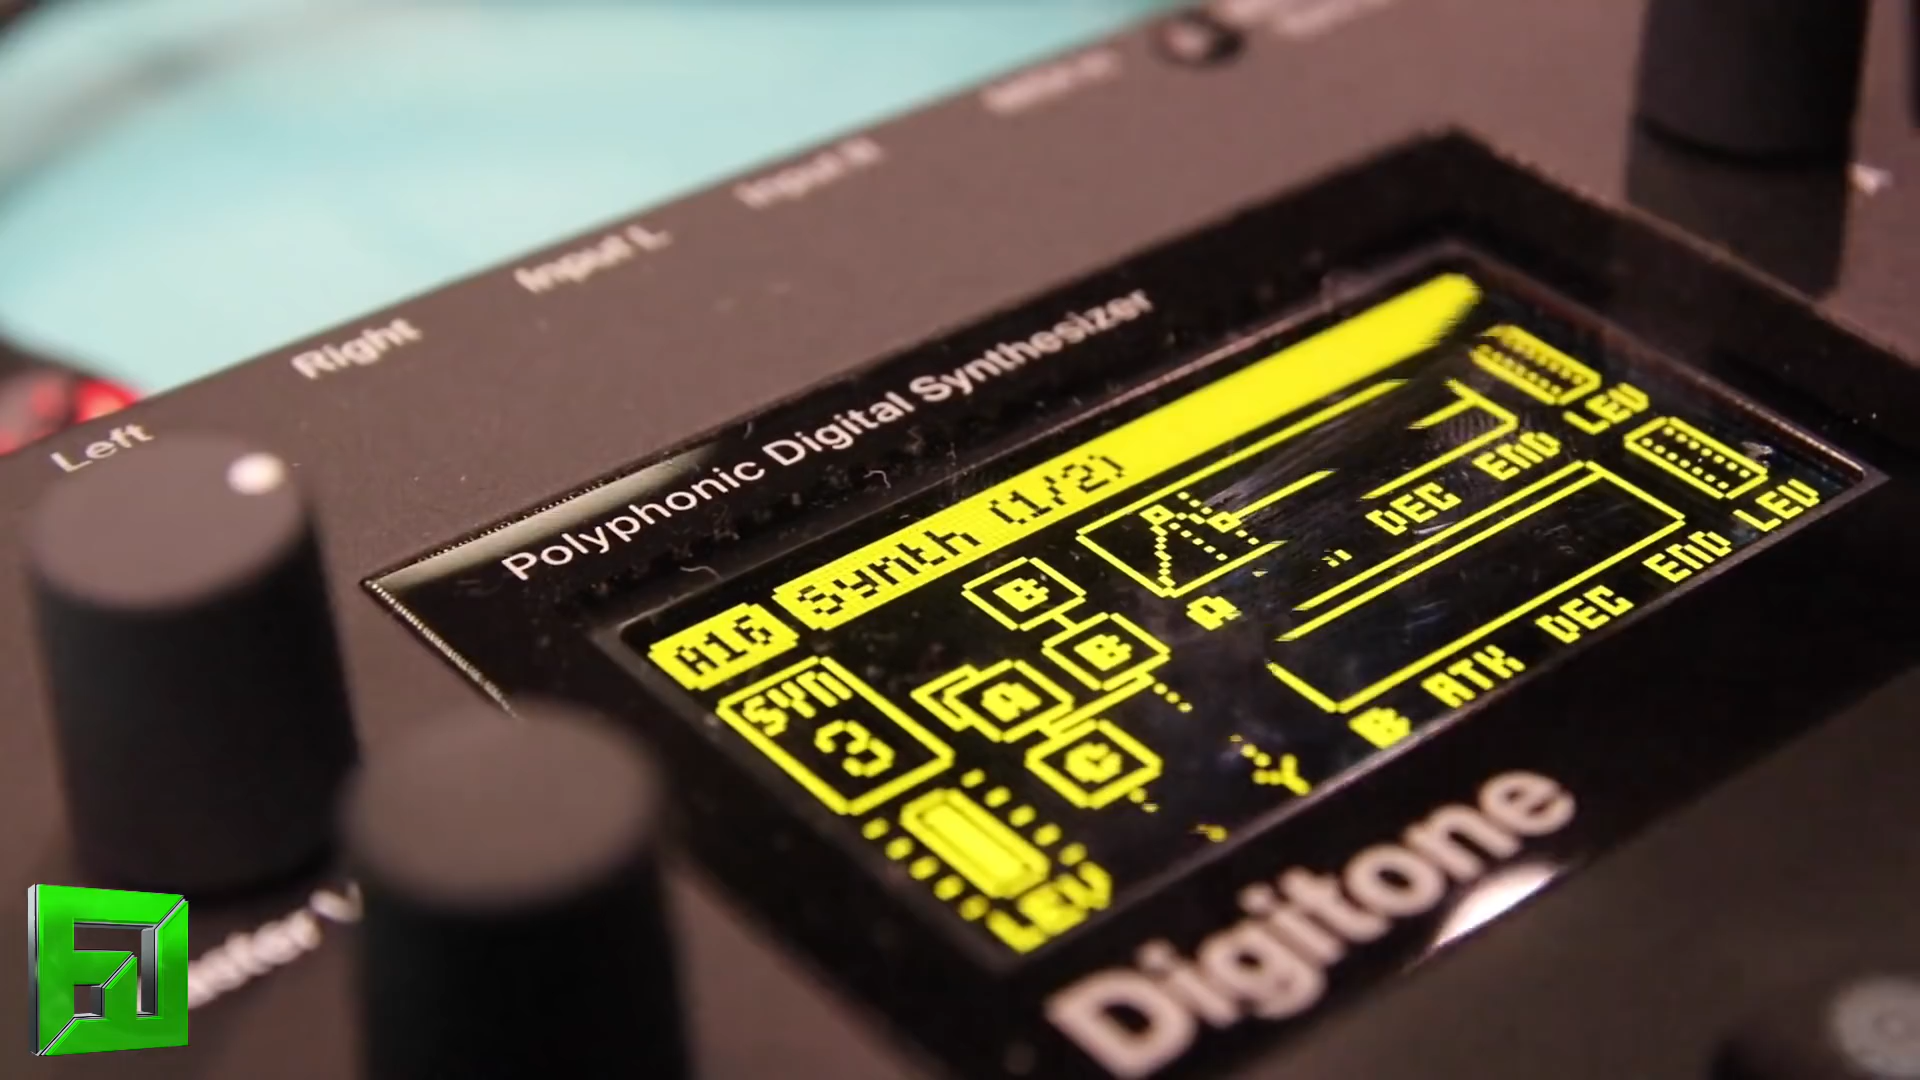 Left
Right
Input L
Input R
Polyphonic Digital Synthesizer
A16 Synth (1/2)
SYN
3
B
B
A
C
LEV
A DEC END LEV
B ATK DEC END LEV
Digitone